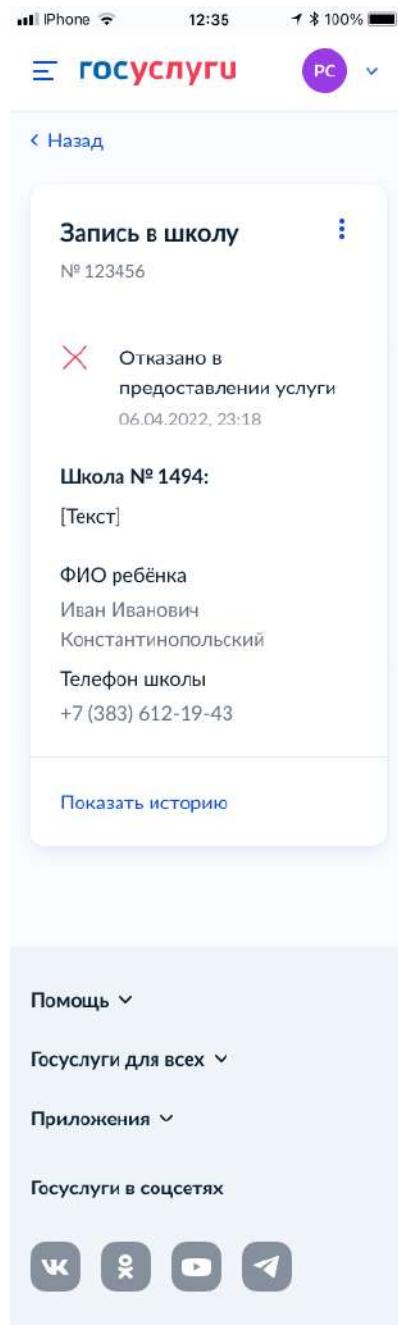 IPhone 12:35 100%
госуслуги РС
Назад
Запись в школу
№ 123456
Отказано в
предоставлении услуги
06.04.2022, 23:18
Школа № 1494:
[Текст]
ФИО ребёнка
Иван Иванович
Константинопольский
Телефон школы
+7 (383) 612-19-43
Показать историю
Помощь
Госуслуги для всех
Приложения
Госуслуги в соцсетях